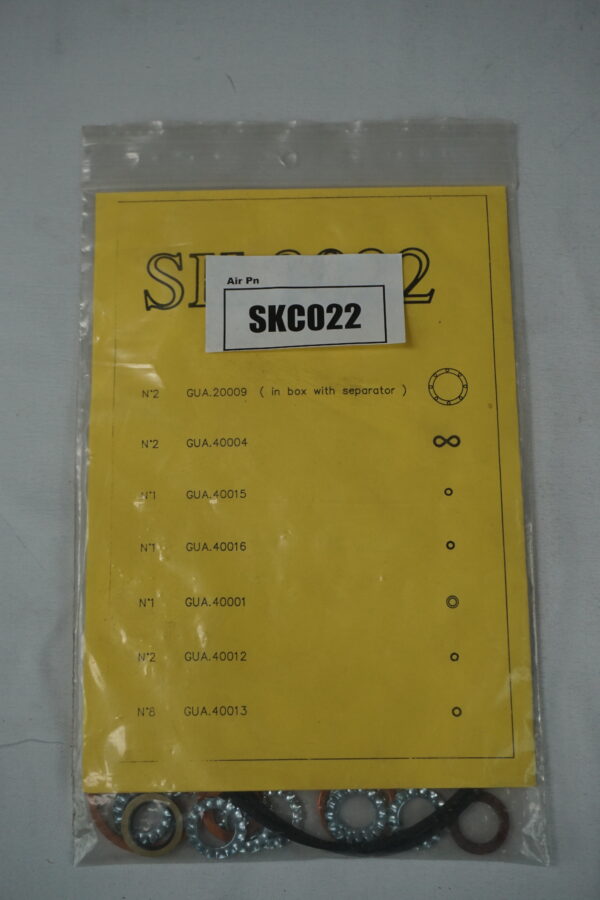 Air Pn
SKC022
N°2 GUA.20009 ( in box with separator )
N°2 GUA.40004
N°1 GUA.40015
N°1 GUA.40016
N°1 GUA.40001
N°2 GUA.40012
N°8 GUA.40013